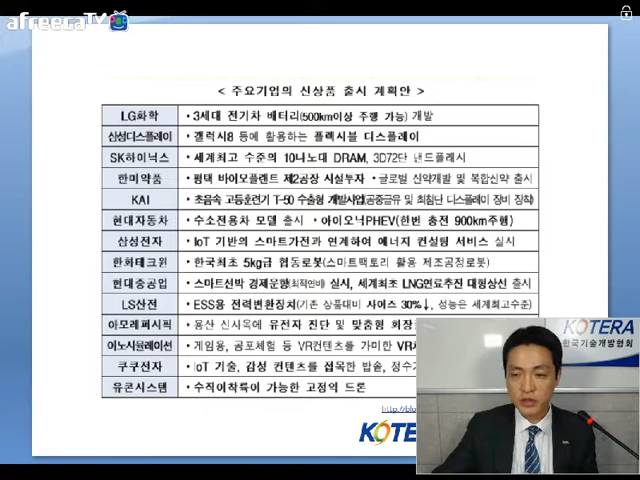 afreecaTV
< 주요기업의 신상품 출시 계획안 >
LG화학 • 3세대 전기차 배터리(500km이상 주행 가능) 개발
삼성디스플레이 • 갤럭시8 등에 활용하는 플렉시블 디스플레이
SK하이닉스 • 세계최고 수준의 10나노대 DRAM, 3D72단 낸드플래시
한미약품 • 평택 바이오플랜트 제2공장 시설투자 • 글로벌 신약개발 및 복합신약 출시
KAI • 초음속 고등훈련기 T-50 수출형 개발사업(공중급유 및 최첨단 디스플레이 장비 장착)
현대자동차 • 수소전용차 모델 출시 • 아이오닉PHEV(한번 충전 900km주행)
삼성전자 • IoT 기반의 스마트가전과 연계하여 에너지 컨설팅 서비스 실시
한화테크윈 • 한국최초 5kg급 협동로봇(스마트팩토리 활용 제조공정로봇)
현대중공업 • 스마트선박 경제운항(최적연비) 실시, 세계최초 LNG연료추진 대형상선 출시
LS산전 • ESS용 전력변환장치(기존 상품대비 사이즈 30%↓, 성능은 세계최고수준)
아모레퍼시픽 • 용산 신사옥에 유전자 진단 및 맞춤형 회장
이노시뮬레이션 • 게임용, 공포체험 등 VR컨텐츠를 가미한 VR
쿠쿠전자 • IoT 기술, 감성 컨텐츠를 접목한 밥솥, 정수기
유콘시스템 • 수직이착륙이 가능한 고정익 드론
http://blo
KOTE
KOTERA
한국기술개발협회